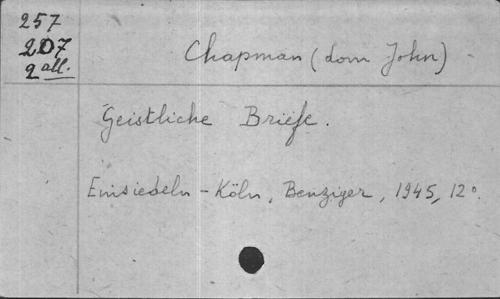 257
207
2 all.
Chapman (dom John)
Geistliche Briefe.
Einsiedeln - Köln, Benziger, 1945, 12°.